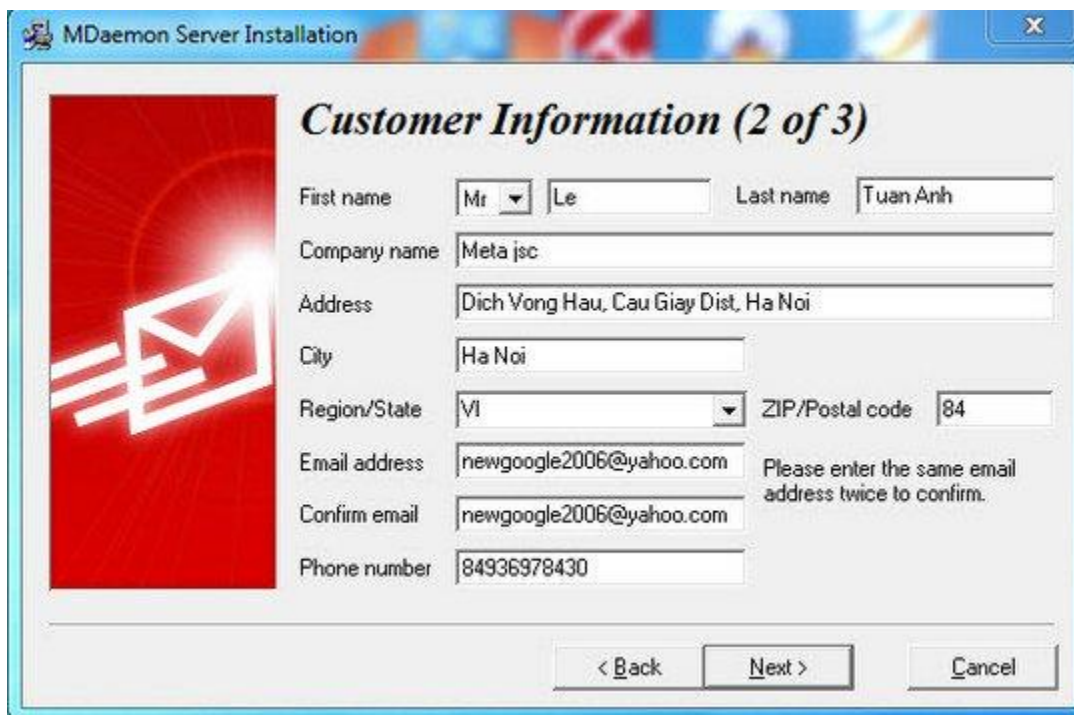 MDaemon Server Installation
Customer Information (2 of 3)
First name Mr Le Last name Tuan Anh
Company name Meta jsc
Address Dich Vong Hau, Cau Giay Dist, Ha Noi
City Ha Noi
Region/State VI ZIP/Postal code 84
Email address newgoogle2006@yahoo.com Please enter the same email
address twice to confirm.
Confirm email newgoogle2006@yahoo.com
Phone number 84936978430
< Back Next > Cancel